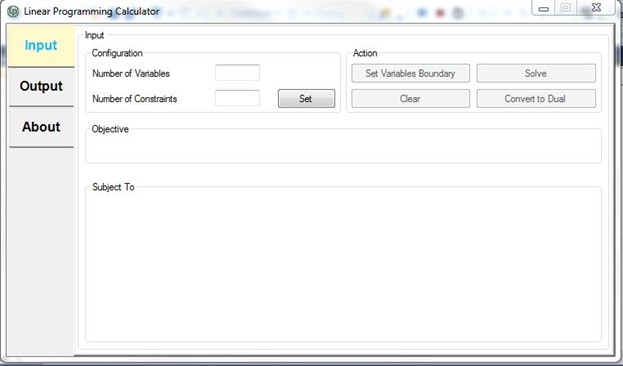 Linear Programming Calculator
Input
Output
About
Input
Configuration
Number of Variables
Number of Constraints
Set
Action
Set Variables Boundary
Solve
Clear
Convert to Dual
Objective
Subject To